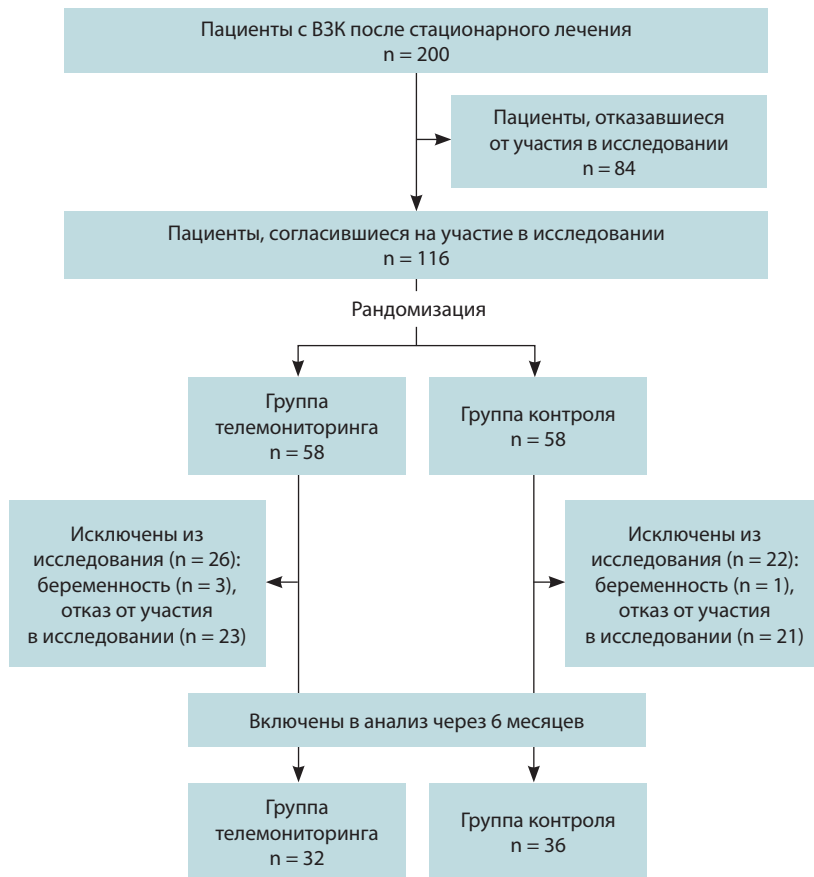 Пациенты с ВЗК после стационарного лечения
n = 200
Пациенты, отказавшиеся
от участия в исследовании
n = 84
Пациенты, согласившиеся на участие в исследовании
n = 116
Рандомизация
Группа
телемониторинга
n = 58
Группа контроля
n = 58
Исключены из
исследования (n = 26):
беременность (n = 3),
отказ от участия
в исследовании (n = 23)
Исключены из
исследования (n = 22):
беременность (n = 1),
отказ от участия
в исследовании (n = 21)
Включены в анализ через 6 месяцев
Группа
телемониторинга
n = 32
Группа контроля
n = 36